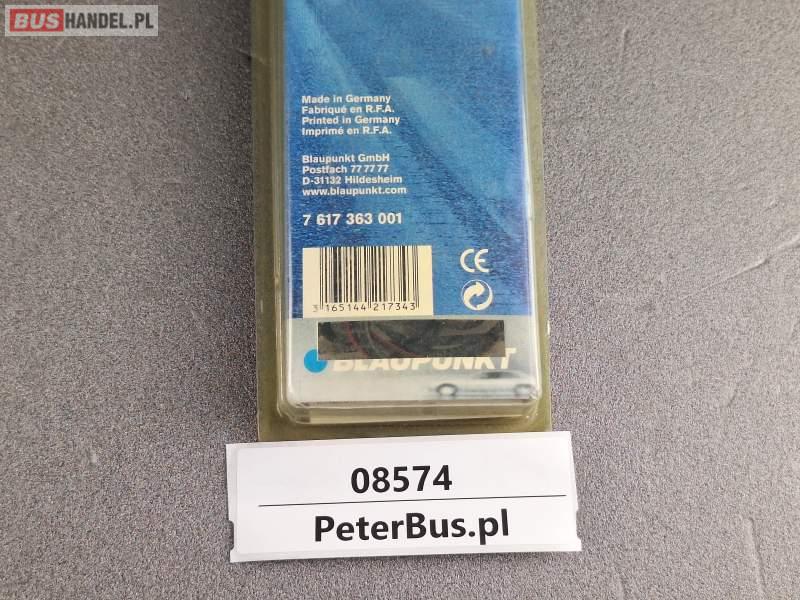 BUSHANDEL.PL
Made in Germany
Fabriqué en R.F.A.
Printed in Germany
Imprimé en R.F.A.
Blaupunkt GmbH
Postfach 77 77 77
D-31132 Hildesheim
www.blaupunkt.com
7 617 363 001
CE
3 165144 217343
BLAUPUNKT
08574
PeterBus.pl